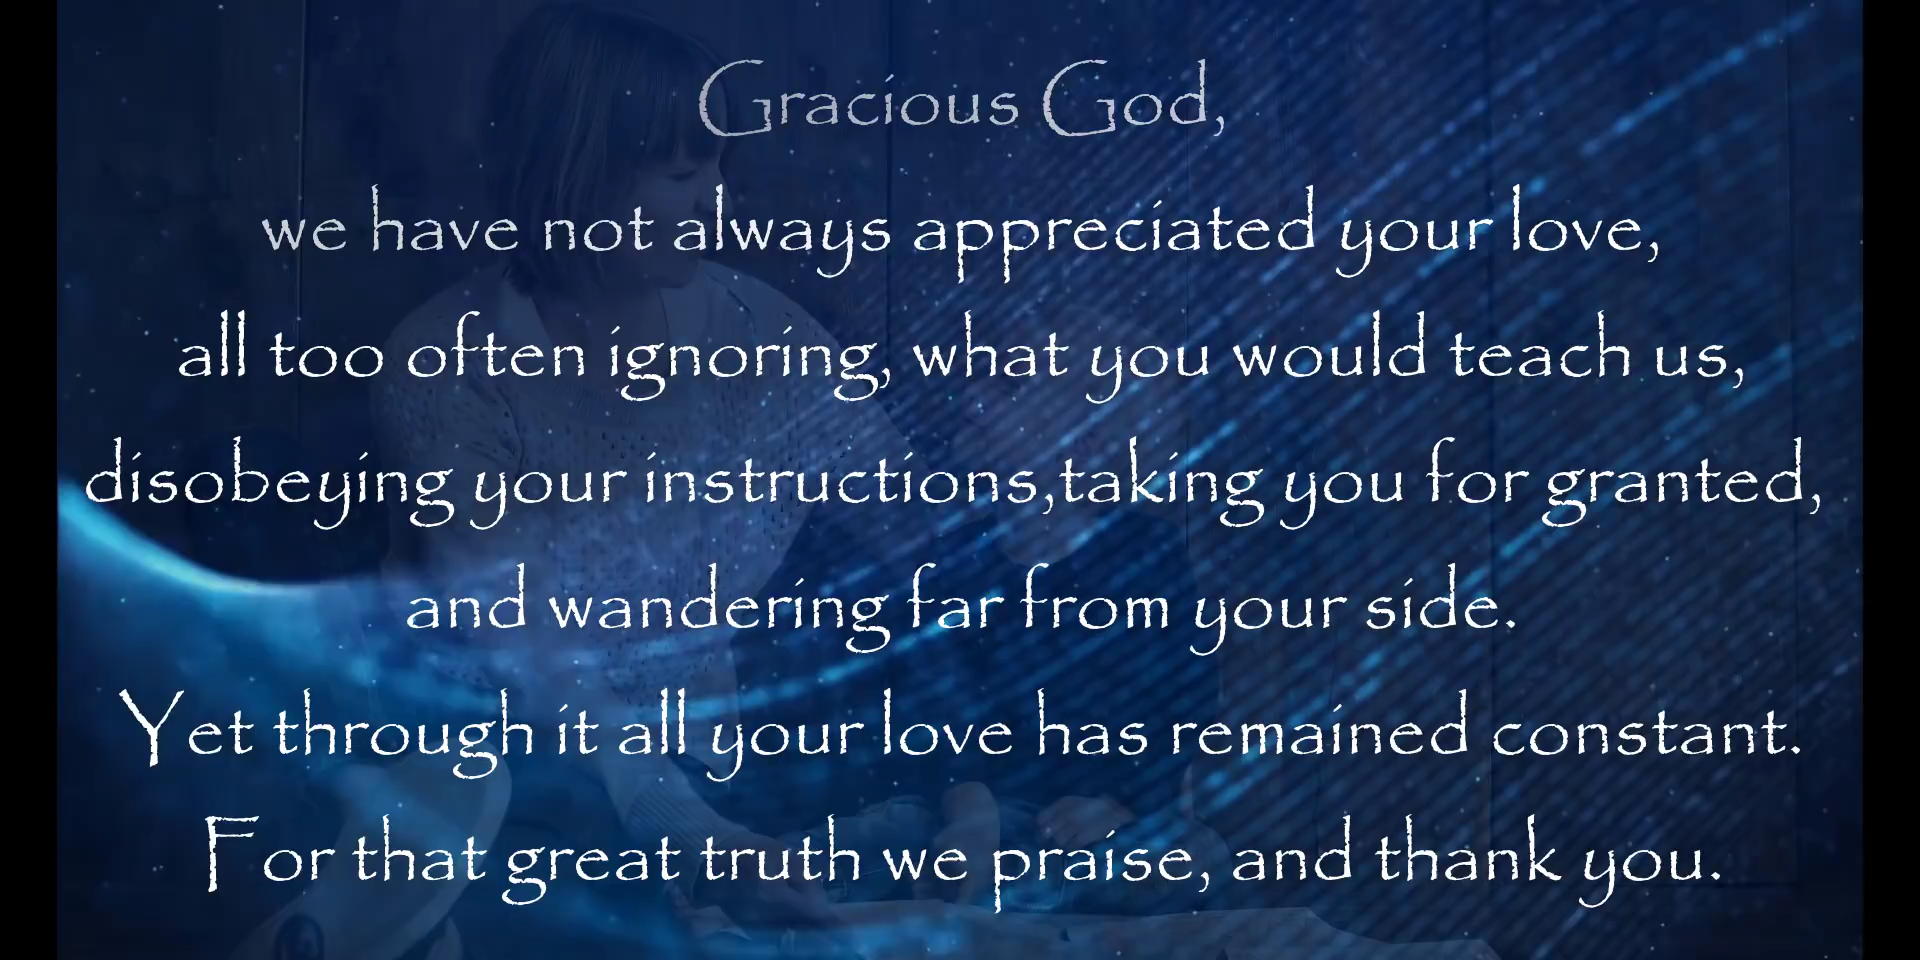 Gracious God,
we have not always appreciated your love,
all too often ignoring, what you would teach us,
disobeying your instructions,taking you for granted,
and wandering far from your side.
Yet through it all your love has remained constant.
For that great truth we praise, and thank you.